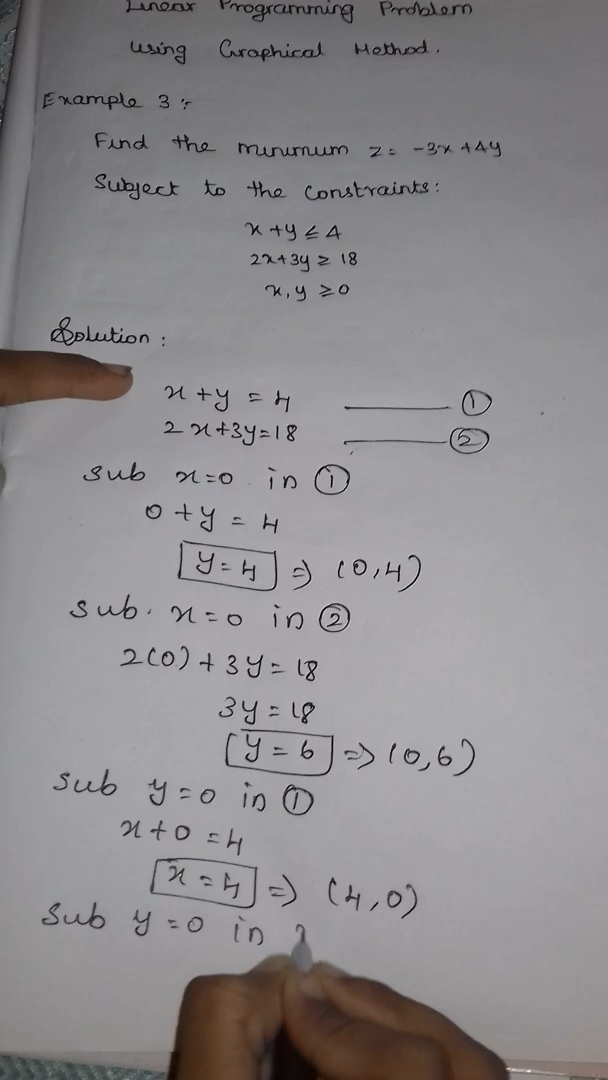 Linear Programming Problem
using Graphical Method.
Example 3 :-
Find the minimum z = -3x+4y
Subject to the constraints:
x+y ≤ 4
2x+3y ≥ 18
x, y ≥ 0
Solution :
x+y = 4 ——— ①
2x+3y=18 ——— ②
sub x=0 in ①
0+y = 4
y=4 => (0,4)
sub. x=0 in ②
2(0)+3y=18
3y=18
y=6 => (0,6)
sub y=0 in ①
x+0=4
x=4 => (4,0)
sub y=0 in